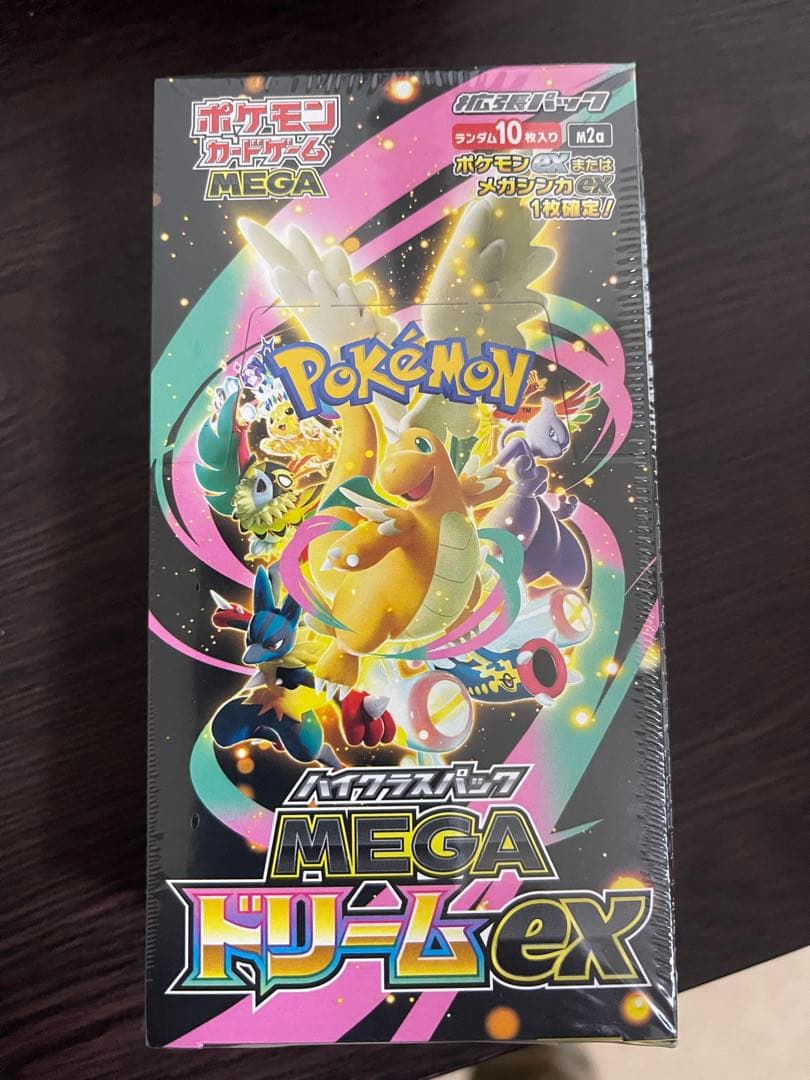 ポケモン
カードゲーム
MEGA
拡張パック
ランダム10枚入り
M2a
ポケモンexまたは
メガシンカex
1枚確定!
POKéMON
TM
ハイクラスパック
MEGA
ドリームex